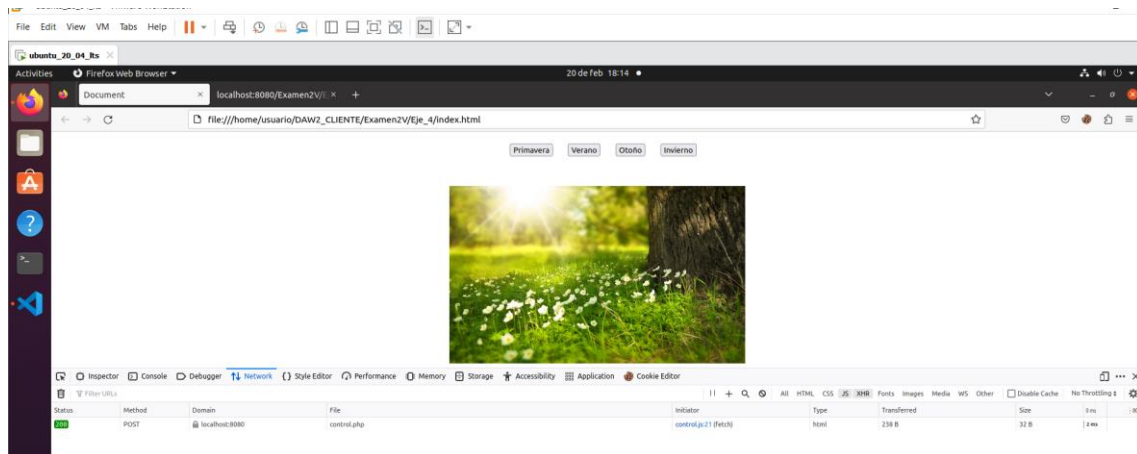 File Edit View VM Tabs Help
ubuntu_20_04_lts
Activities Firefox Web Browser 20 de feb 18:14
Document localhost:8080/Examen2V/E
file:///home/usuario/DAW2_CLIENTE/Examen2V/Eje_4/index.html
Primavera Verano Otoño Invierno
Inspector Console Debugger Network Style Editor Performance Memory Storage Accessibility Application Cookie Editor
Filter URLs All HTML CSS JS XHR Fonts Images Media WS Other Disable Cache No Throttling
Status Method Domain File Initiator Type Transferred Size 0 ms
200 POST localhost:8080 control.php control.js:21 (fetch) html 238 B 32 B 2 ms